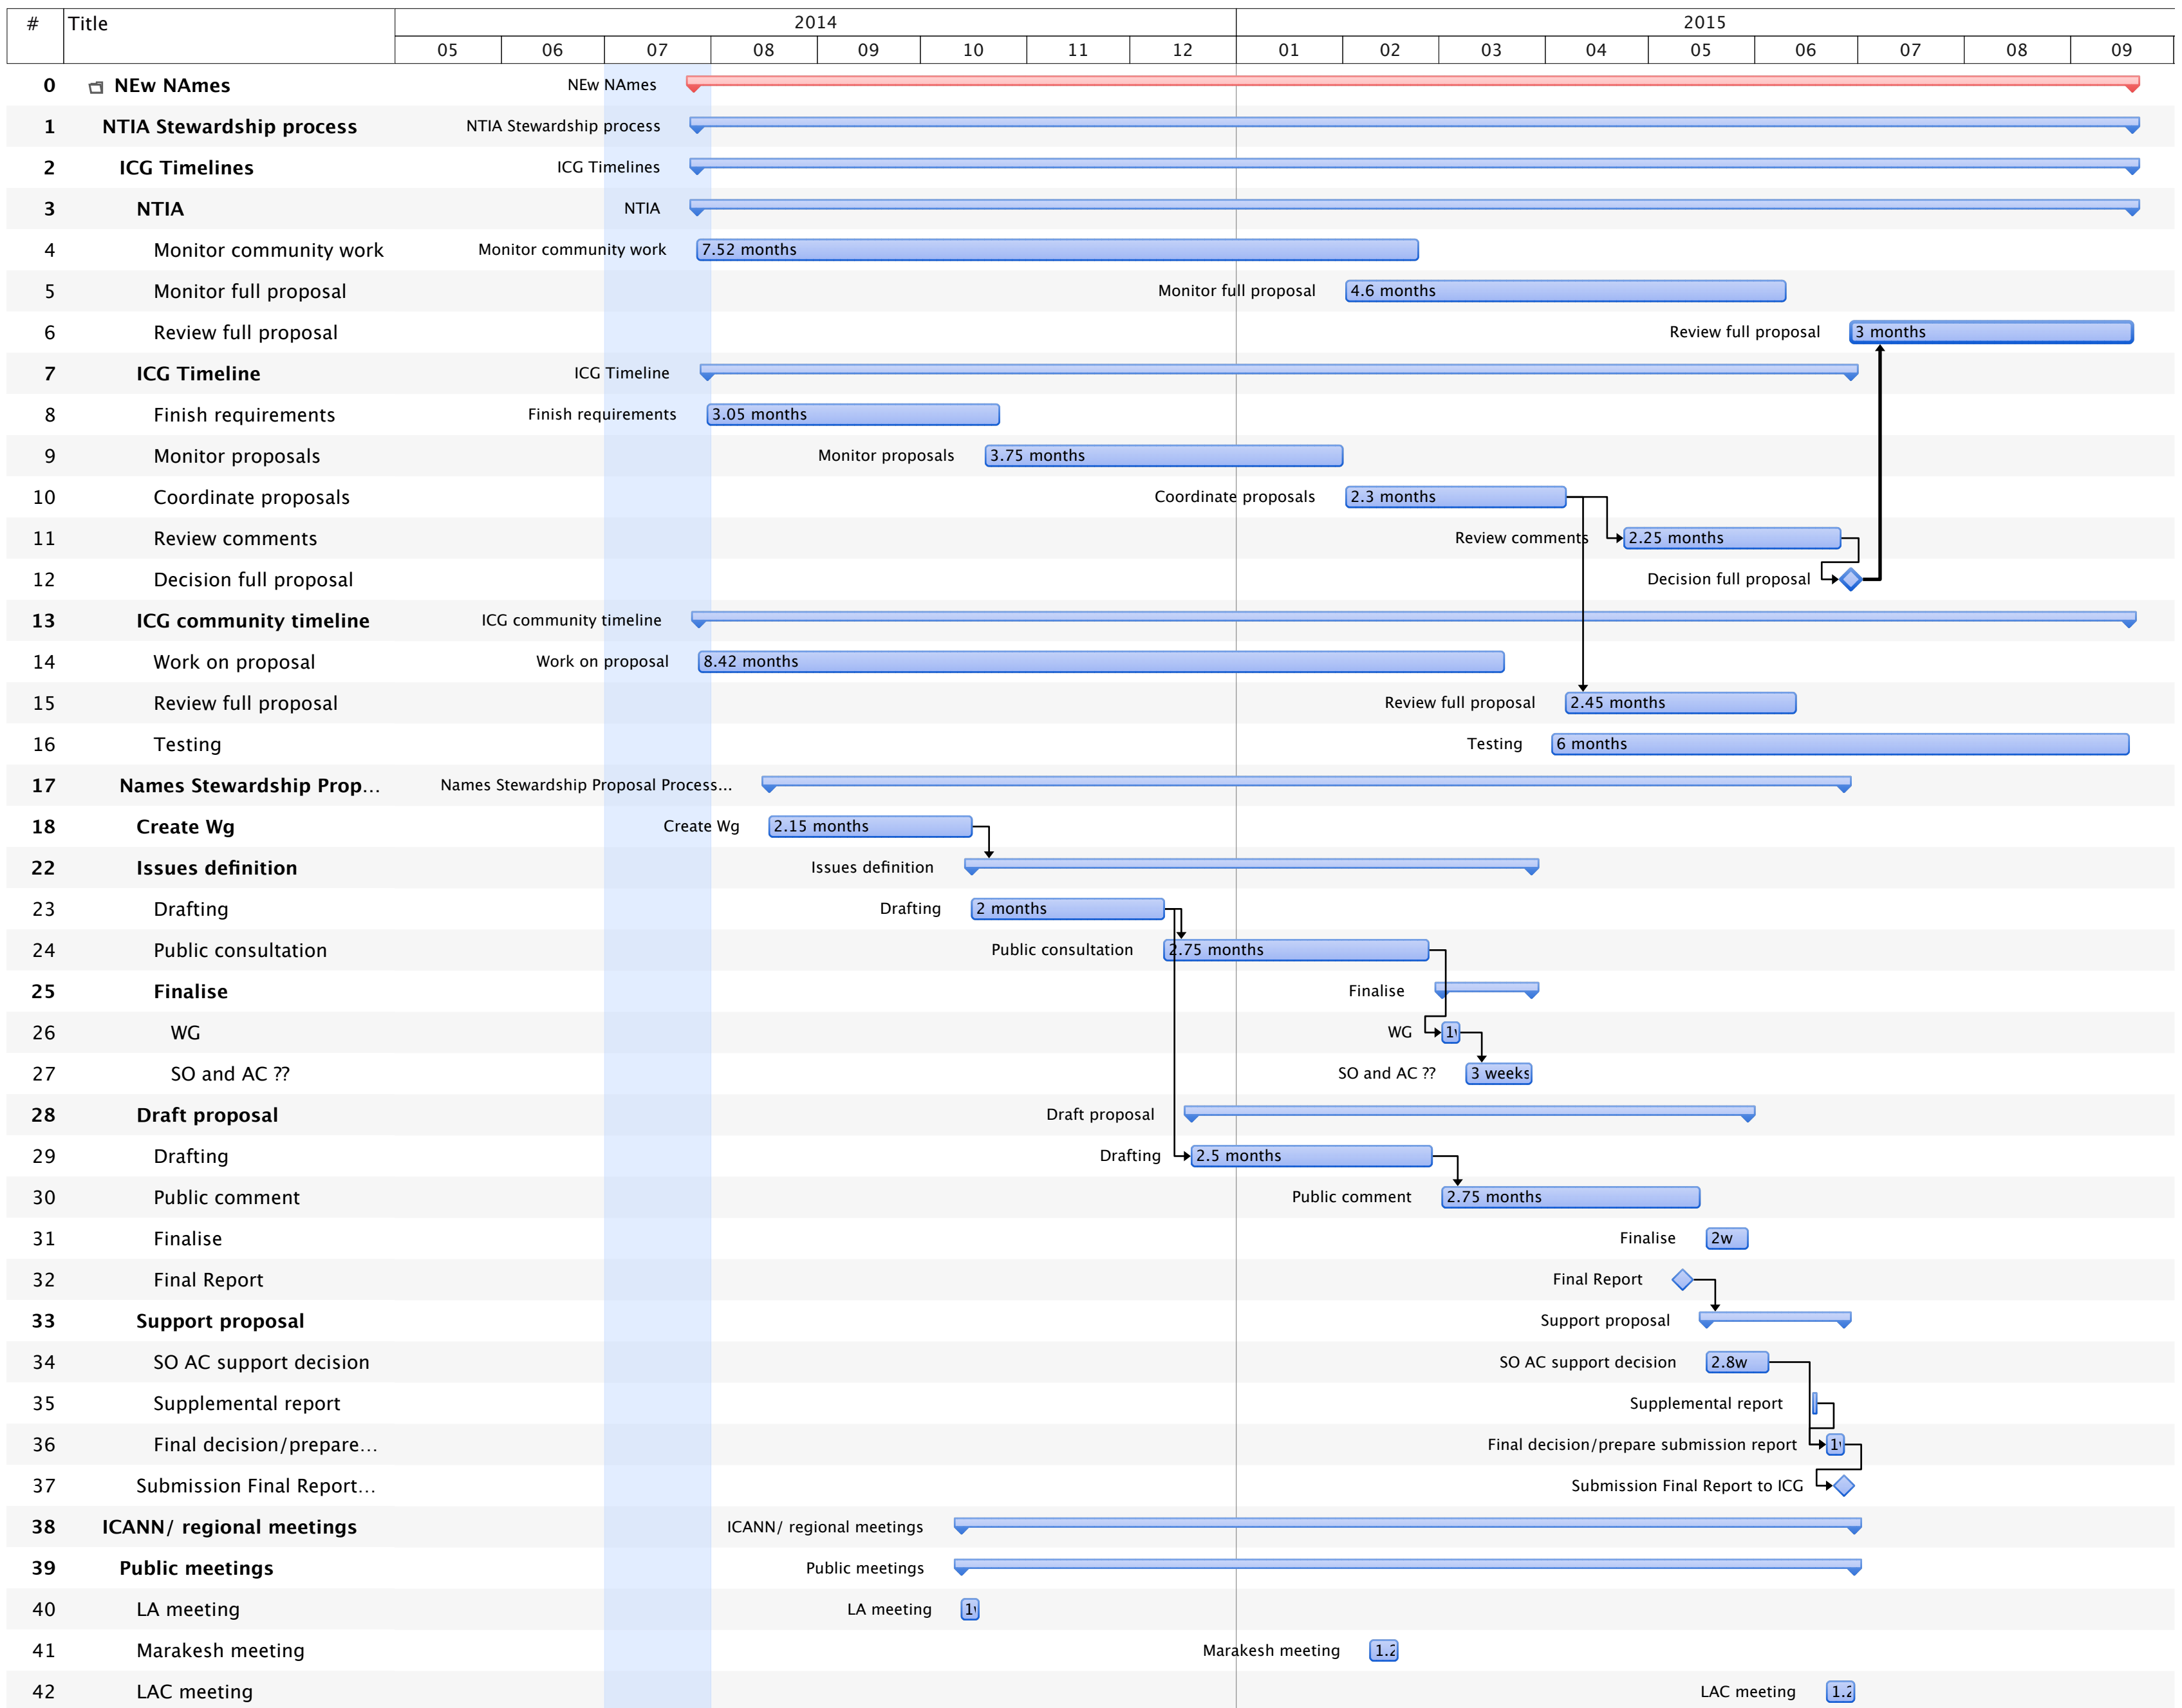 # Title 2014 2015
05 06 07 08 09 10 11 12 01 02 03 04 05 06 07 08 09
0 NEw NAmes NEw NAmes
1 NTIA Stewardship process NTIA Stewardship process
2 ICG Timelines ICG Timelines
3 NTIA NTIA
4 Monitor community work Monitor community work 7.52 months
5 Monitor full proposal Monitor full proposal 4.6 months
6 Review full proposal Review full proposal 3 months
7 ICG Timeline ICG Timeline
8 Finish requirements Finish requirements 3.05 months
9 Monitor proposals Monitor proposals 3.75 months
10 Coordinate proposals Coordinate proposals 2.3 months
11 Review comments Review comments 2.25 months
12 Decision full proposal Decision full proposal
13 ICG community timeline ICG community timeline
14 Work on proposal Work on proposal 8.42 months
15 Review full proposal Review full proposal 2.45 months
16 Testing Testing 6 months
17 Names Stewardship Prop... Names Stewardship Proposal Process...
18 Create Wg Create Wg 2.15 months
22 Issues definition Issues definition
23 Drafting Drafting 2 months
24 Public consultation Public consultation 2.75 months
25 Finalise Finalise
26 WG WG
27 SO and AC ?? SO and AC ?? 3 weeks
28 Draft proposal Draft proposal
29 Drafting Drafting 2.5 months
30 Public comment Public comment 2.75 months
31 Finalise Finalise 2w
32 Final Report Final Report
33 Support proposal Support proposal
34 SO AC support decision SO AC support decision 2.8w
35 Supplemental report Supplemental report
36 Final decision/prepare... Final decision/prepare submission report
37 Submission Final Report... Submission Final Report to ICG
38 ICANN/ regional meetings ICANN/ regional meetings
39 Public meetings Public meetings
40 LA meeting LA meeting
41 Marakesh meeting Marakesh meeting 1.2
42 LAC meeting LAC meeting 1.2